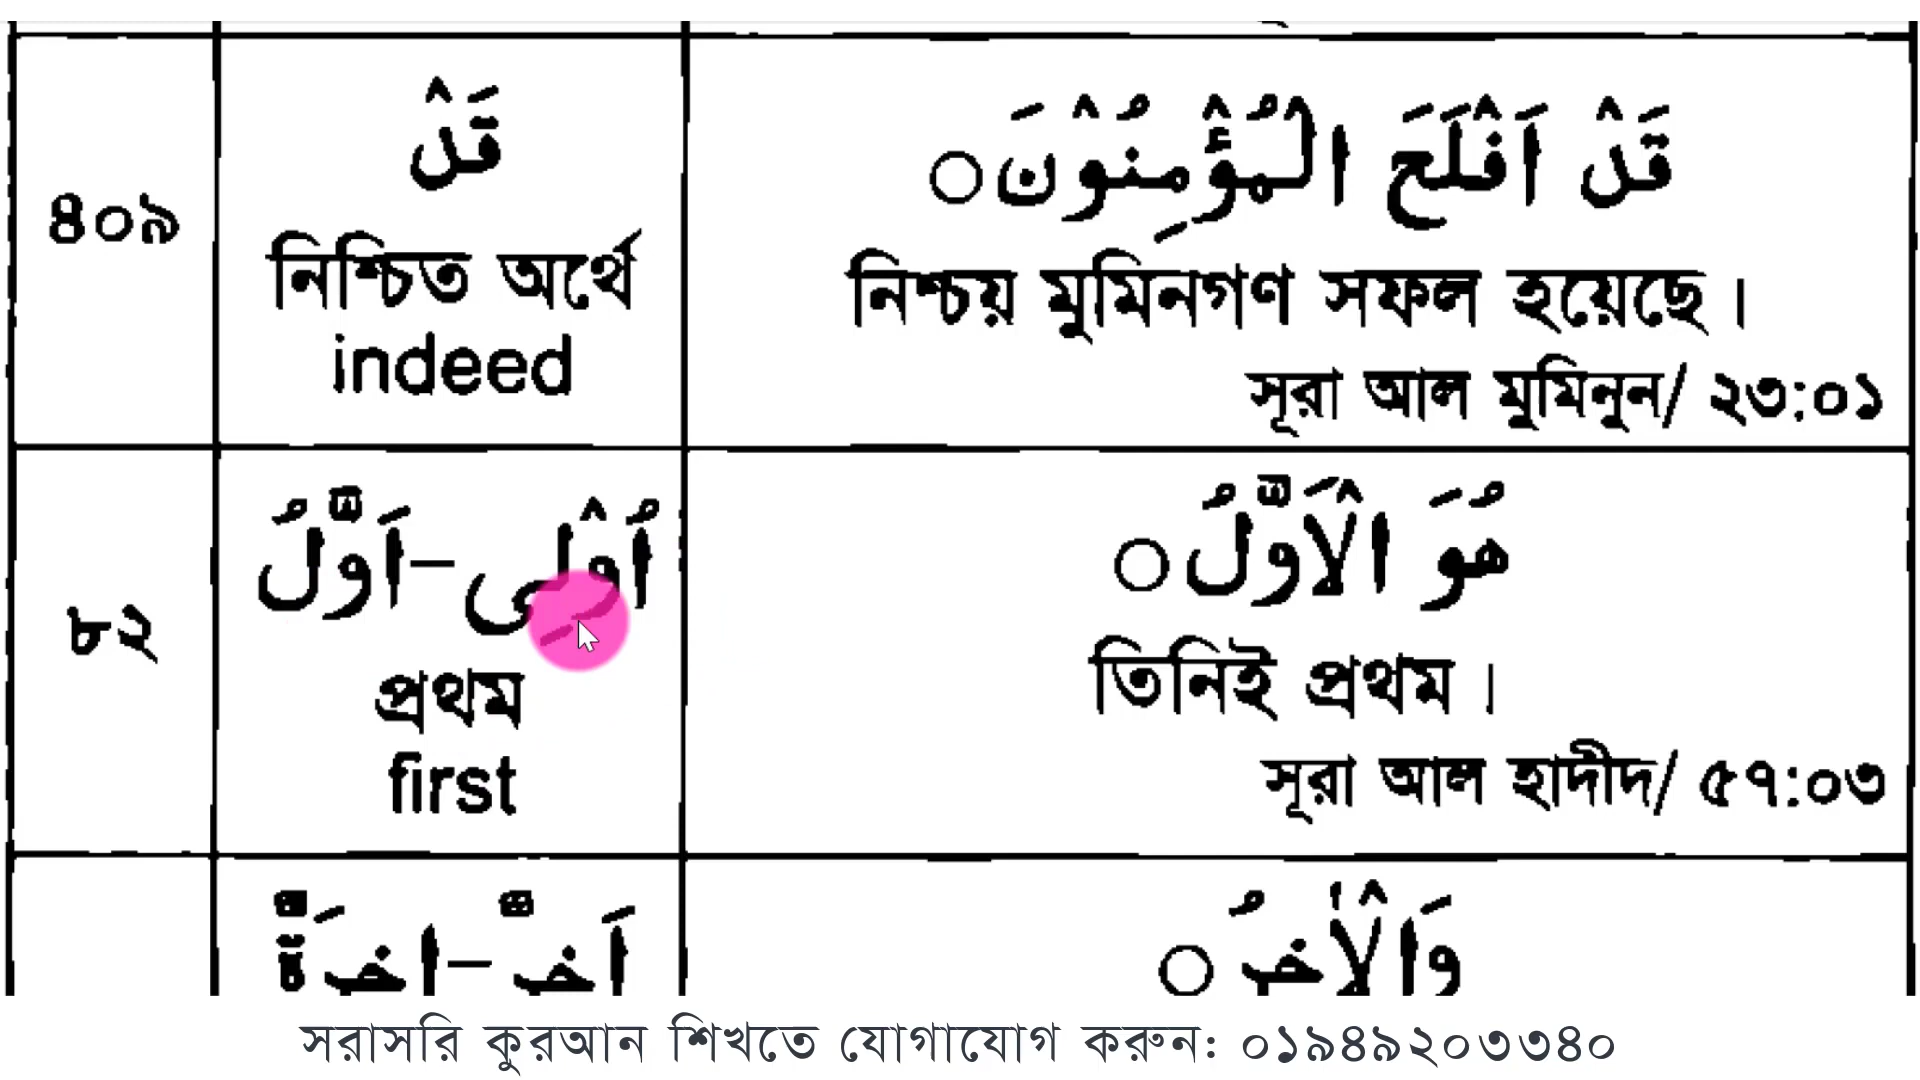 ৪০৯
قَدْ
নিশ্চিত অর্থে
indeed
قَدْ اَفْلَحَ الْمُؤْمِنُوْنَ○
নিশ্চয় মুমিনগণ সফল হয়েছে।
সূরা আল মুমিনুন/ ২৩:০১
৮২
اُوْلِى–اَوَّلُ
প্রথম
first
هُوَ الْاَوَّلُ○
তিনিই প্রথম।
সূরা আল হাদীদ/ ৫৭:০৩
সরাসরি কুরআন শিখতে যোগাযোগ করুন: ০১৯৪৯২০৩৩৪০